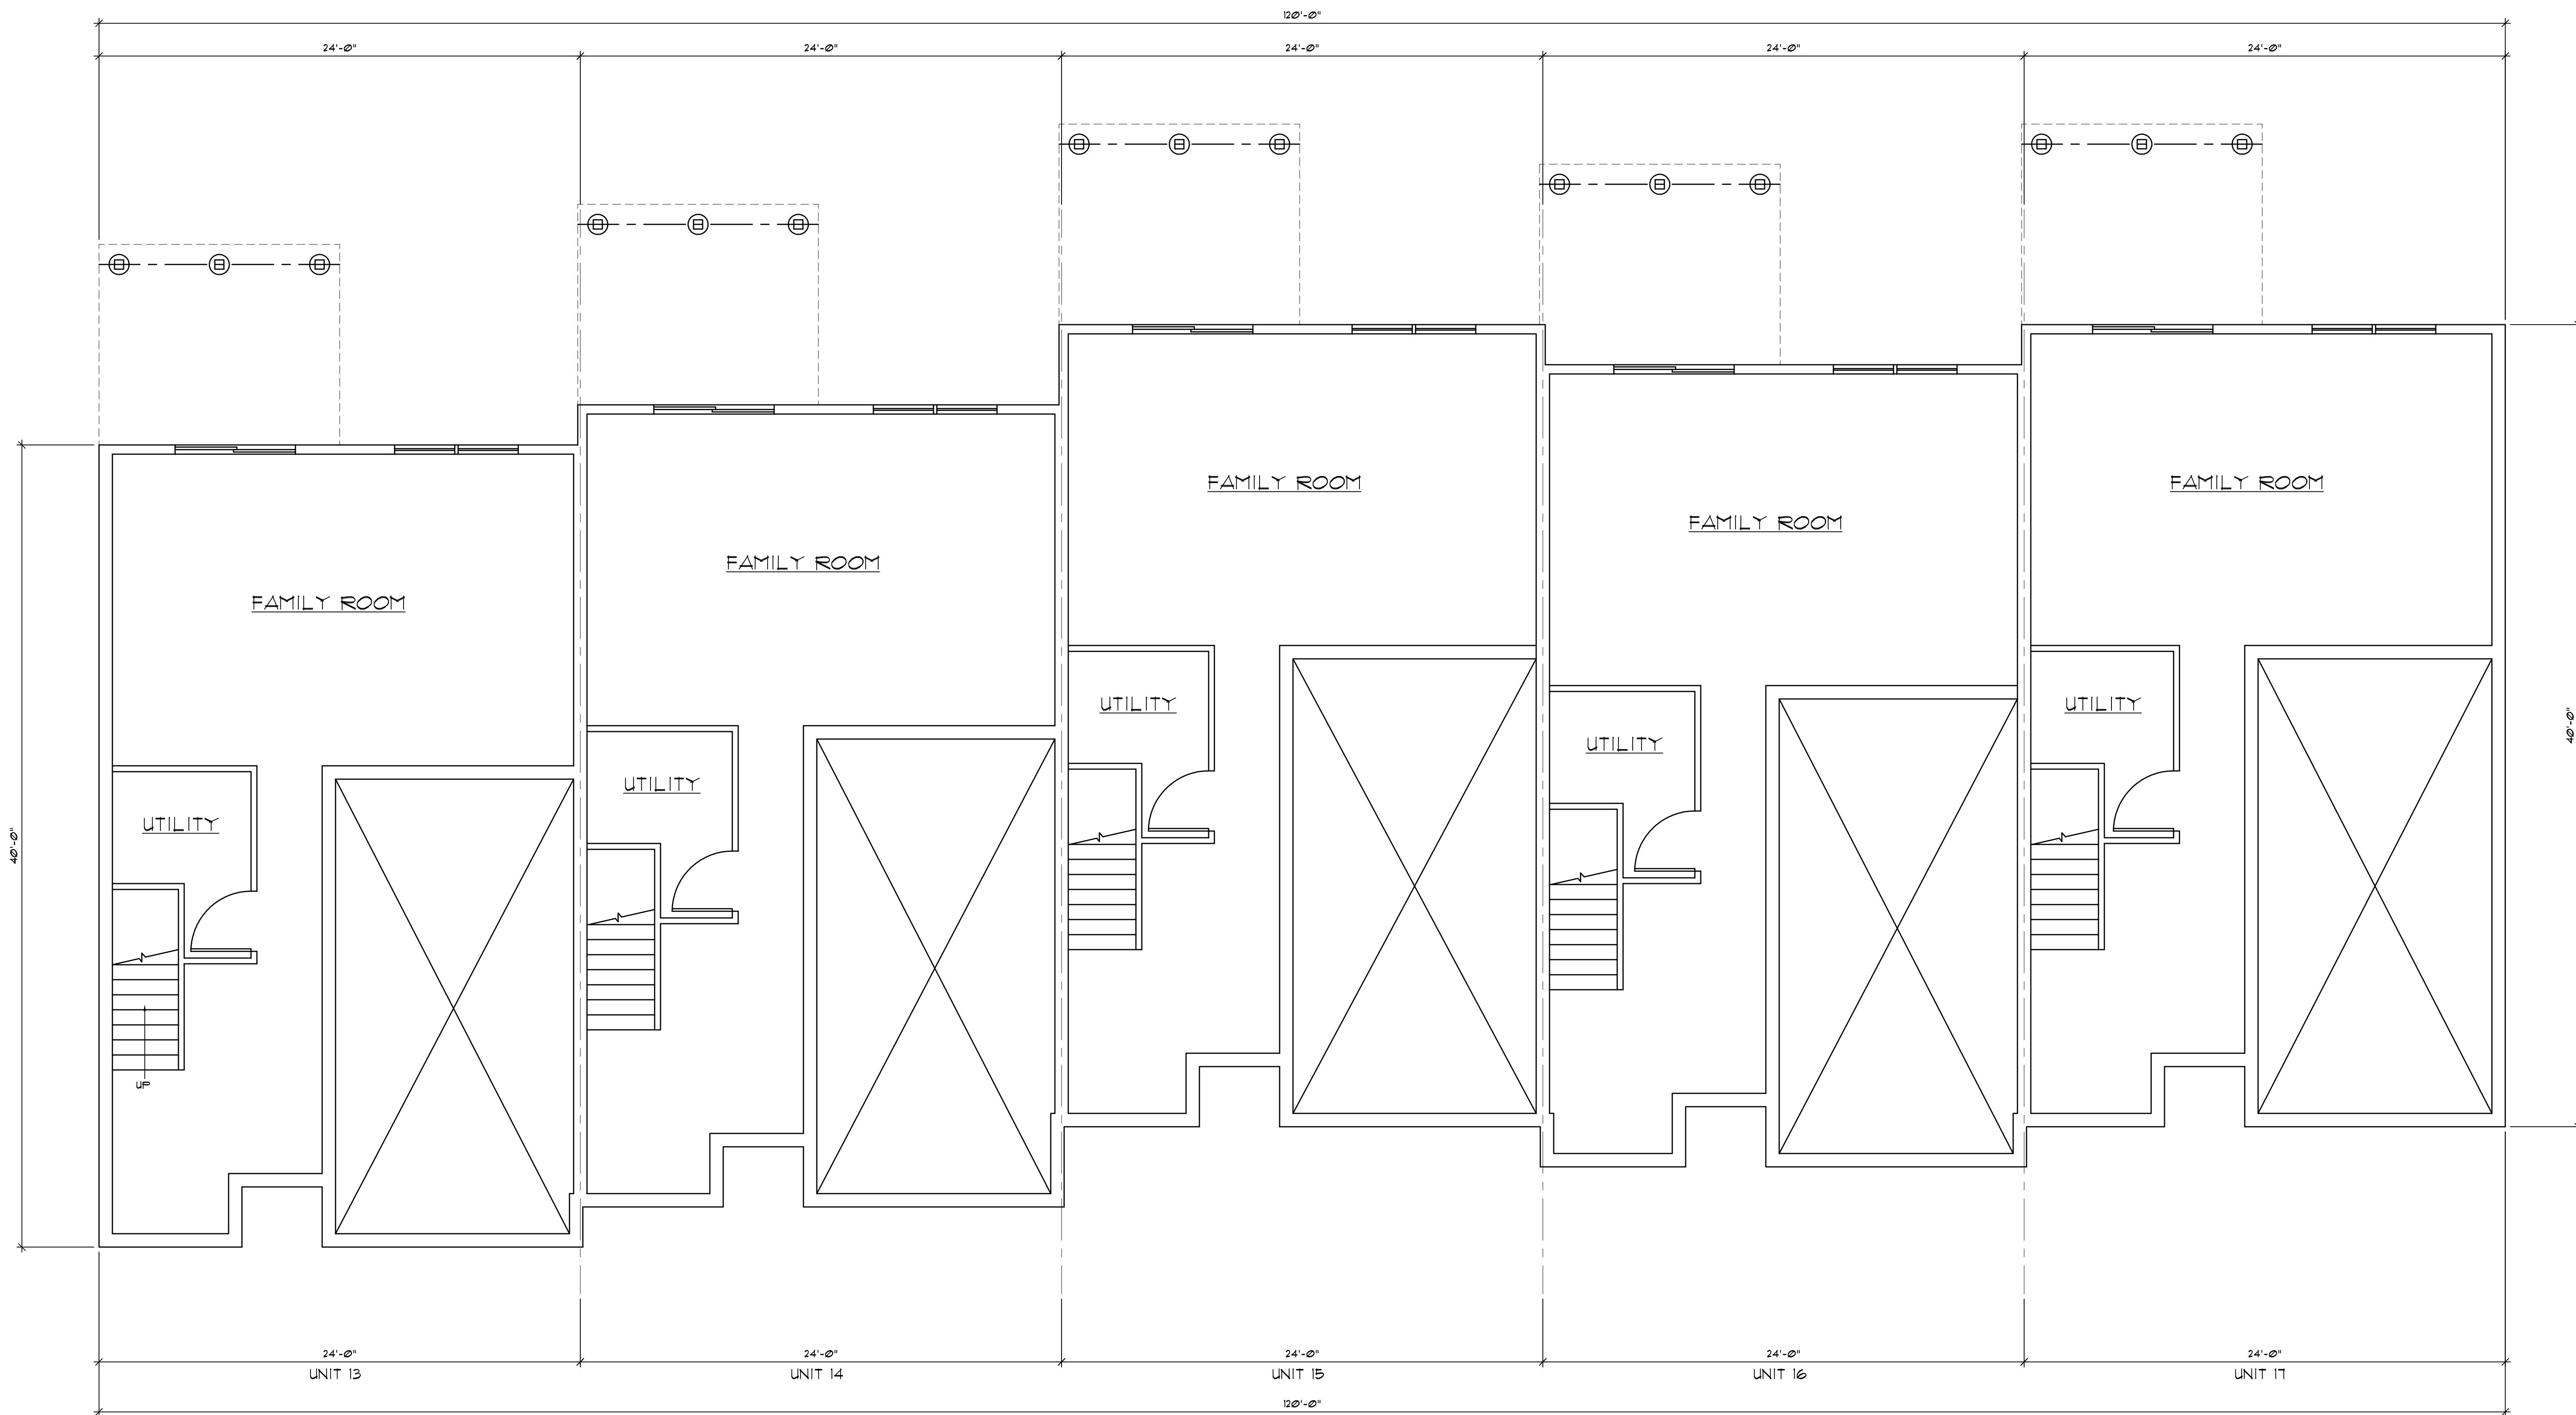 120'-0"
24'-0" 24'-0" 24'-0" 24'-0" 24'-0"
FAMILY ROOM
FAMILY ROOM
FAMILY ROOM
FAMILY ROOM
FAMILY ROOM
UTILITY
UTILITY
UTILITY
UTILITY
UTILITY
40'-0"
40'-0"
UP
24'-0" 24'-0" 24'-0" 24'-0" 24'-0"
UNIT 13 UNIT 14 UNIT 15 UNIT 16 UNIT 17
120'-0"